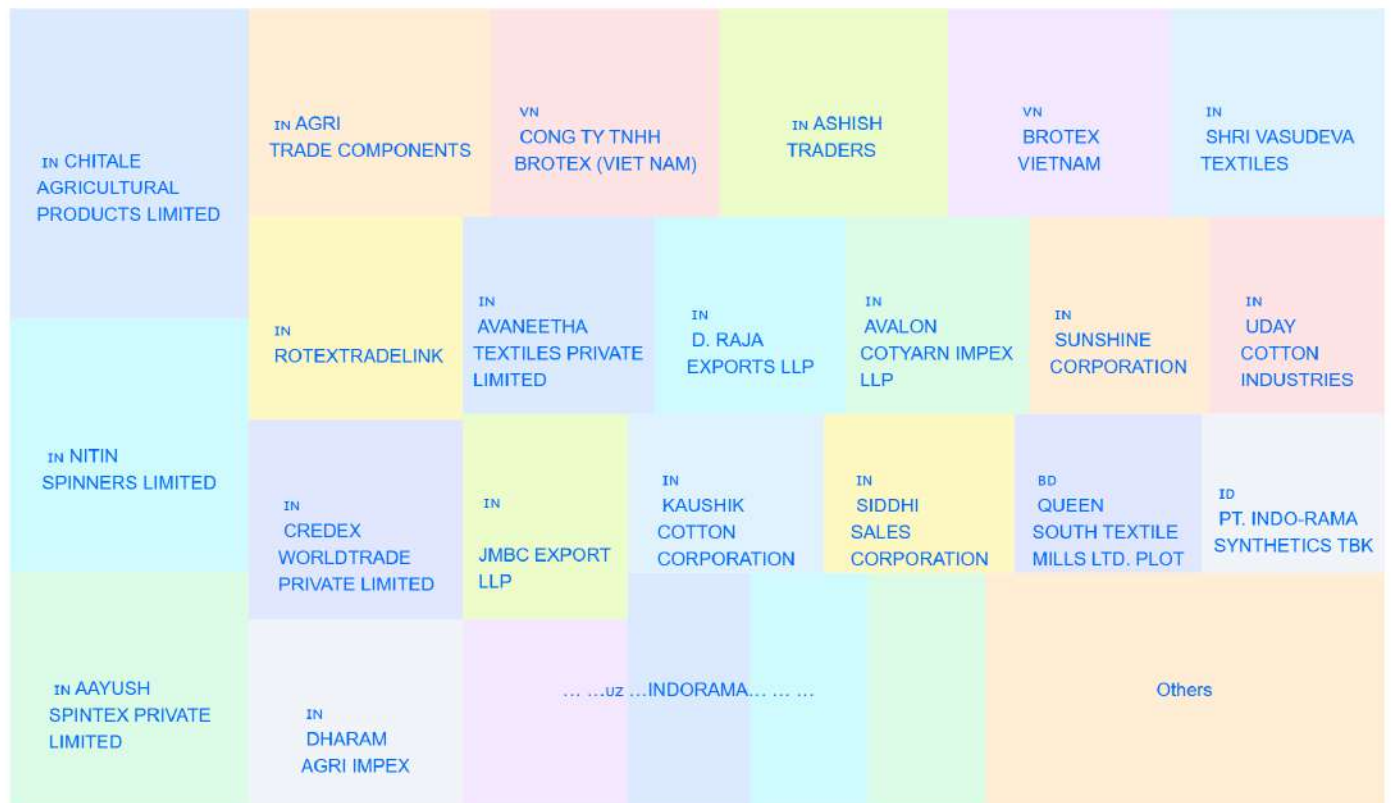 IN CHITALE
AGRICULTURAL
PRODUCTS LIMITED
IN NITIN
SPINNERS LIMITED
IN AAYUSH
SPINTEX PRIVATE
LIMITED
IN AGRI
TRADE COMPONENTS
VN
CONG TY TNHH
BROTEX (VIET NAM)
IN ASHISH
TRADERS
VN
BROTEX
VIETNAM
IN
SHRI VASUDEVA
TEXTILES
IN
ROTEXTRADELINK
IN
AVANEETHA
TEXTILES PRIVATE
LIMITED
IN
D. RAJA
EXPORTS LLP
IN
AVALON
COTYARN IMPEX
LLP
IN
SUNSHINE
CORPORATION
IN
UDAY
COTTON
INDUSTRIES
IN
CREDEX
WORLDTRADE
PRIVATE LIMITED
IN
JMBC EXPORT
LLP
IN
KAUSHIK
COTTON
CORPORATION
IN
SIDDHI
SALES
CORPORATION
BD
QUEEN
SOUTH TEXTILE
MILLS LTD. PLOT
ID
PT. INDO-RAMA
SYNTHETICS TBK
IN
DHARAM
AGRI IMPEX
... ...UZ ...INDORAMA... ... ...
Others